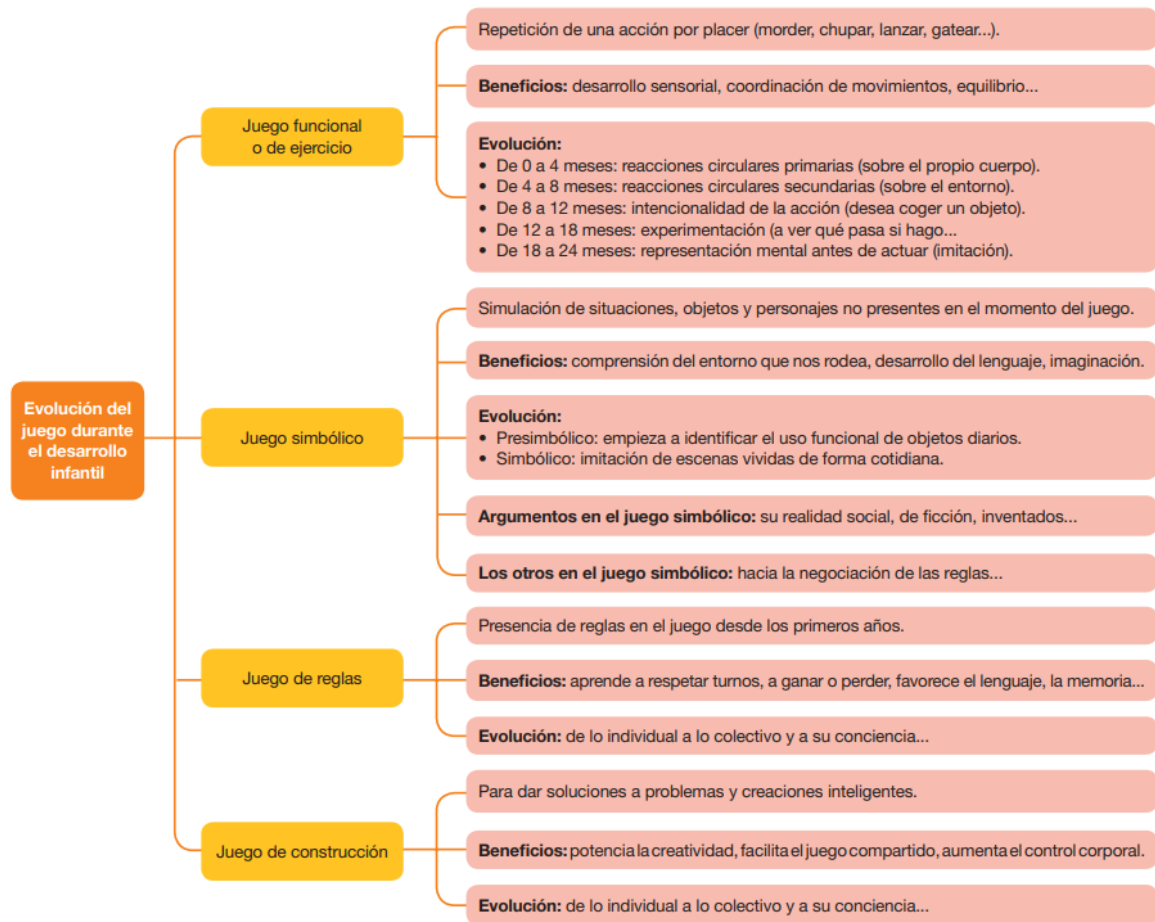 Evolución del
juego durante
el desarrollo
infantil
Juego funcional
o de ejercicio
Repetición de una acción por placer (morder, chupar, lanzar, gatear...).
Beneficios: desarrollo sensorial, coordinación de movimientos, equilibrio...
Evolución:
• De 0 a 4 meses: reacciones circulares primarias (sobre el propio cuerpo).
• De 4 a 8 meses: reacciones circulares secundarias (sobre el entorno).
• De 8 a 12 meses: intencionalidad de la acción (desea coger un objeto).
• De 12 a 18 meses: experimentación (a ver qué pasa si hago...
• De 18 a 24 meses: representación mental antes de actuar (imitación).
Juego simbólico
Simulación de situaciones, objetos y personajes no presentes en el momento del juego.
Beneficios: comprensión del entorno que nos rodea, desarrollo del lenguaje, imaginación.
Evolución:
• Presimbólico: empieza a identificar el uso funcional de objetos diarios.
• Simbólico: imitación de escenas vividas de forma cotidiana.
Argumentos en el juego simbólico: su realidad social, de ficción, inventados...
Los otros en el juego simbólico: hacia la negociación de las reglas...
Juego de reglas
Presencia de reglas en el juego desde los primeros años.
Beneficios: aprende a respetar turnos, a ganar o perder, favorece el lenguaje, la memoria...
Evolución: de lo individual a lo colectivo y a su conciencia...
Juego de construcción
Para dar soluciones a problemas y creaciones inteligentes.
Beneficios: potencia la creatividad, facilita el juego compartido, aumenta el control corporal.
Evolución: de lo individual a lo colectivo y a su conciencia...